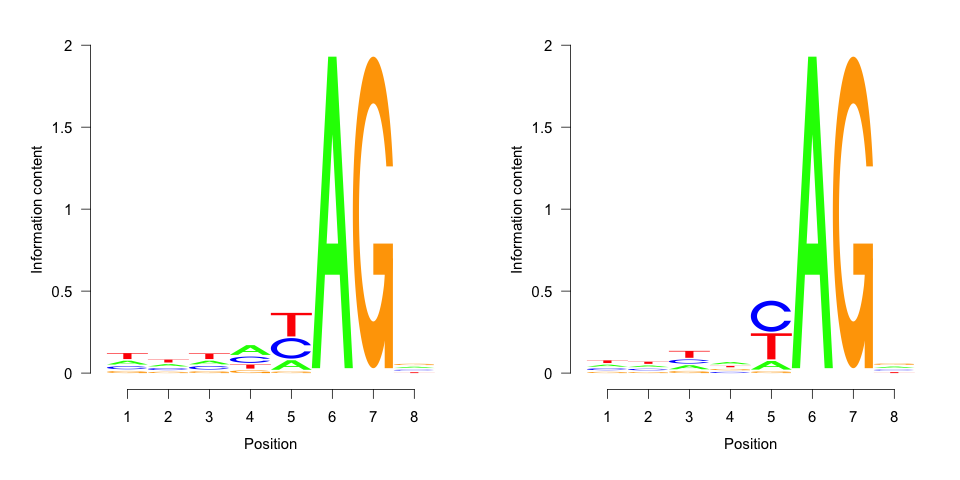 2
1.5
1
0.5
0
Information content
T T T A T A G
A A A C C
C C C T A
1 2 3 4 5 6 7 8
Position
2
1.5
1
0.5
0
Information content
T T T A C A G
A A C T T
C C A C A
1 2 3 4 5 6 7 8
Position